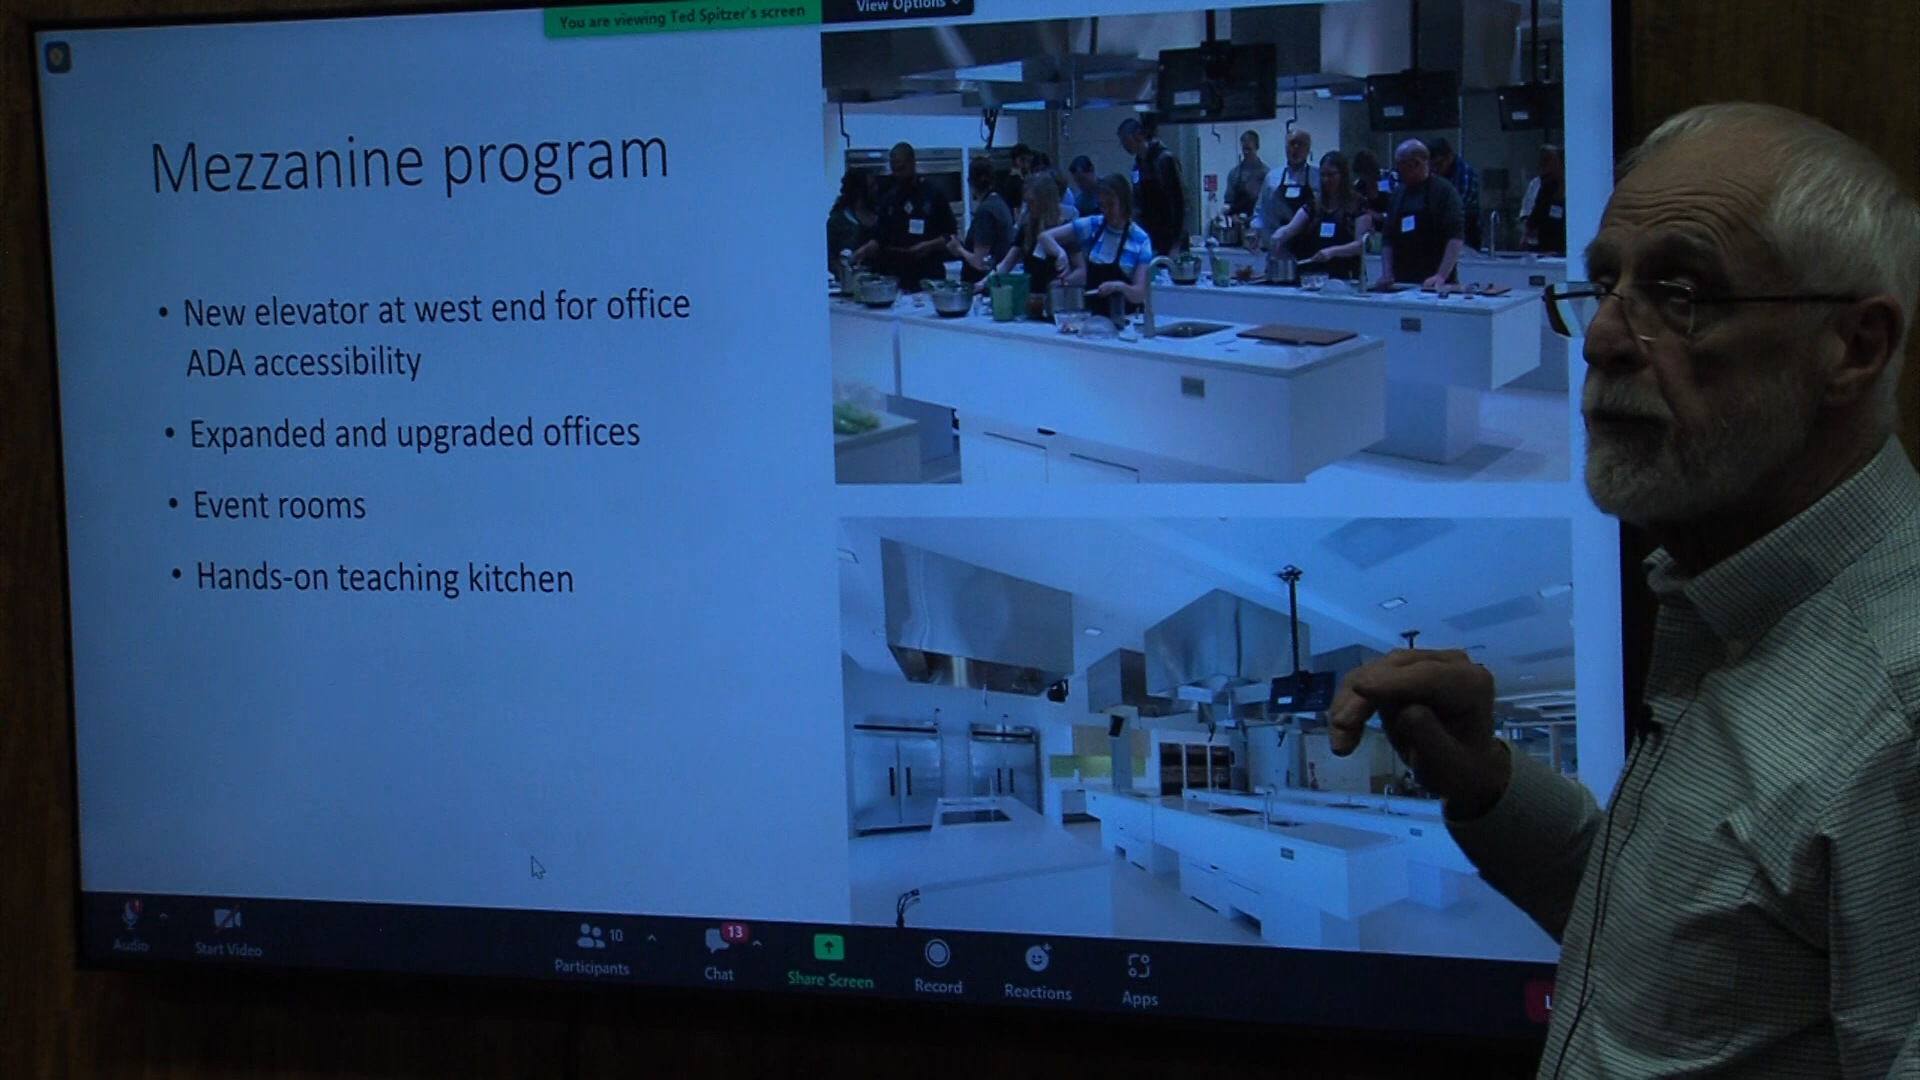 You are viewing Ted Spitzer's screen
View Options
Mezzanine program
• New elevator at west end for office
ADA accessibility
• Expanded and upgraded offices
• Event rooms
• Hands-on teaching kitchen
Audio
Start Video
10
Participants
13
Chat
Share Screen
Record
Reactions
Apps
L